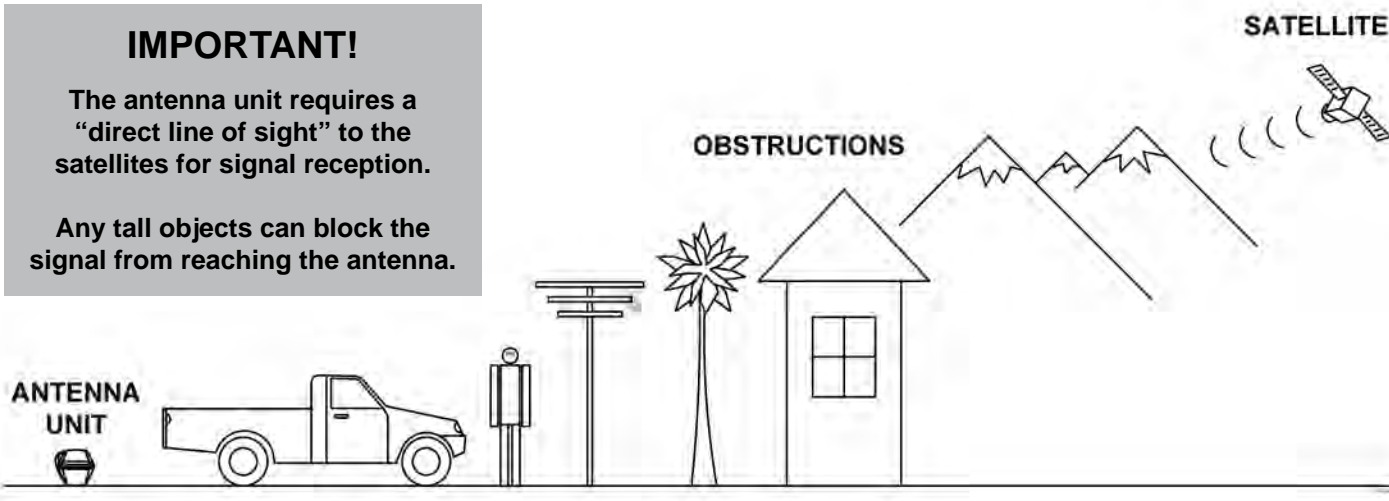 IMPORTANT!
The antenna unit requires a
“direct line of sight” to the
satellites for signal reception.
Any tall objects can block the
signal from reaching the antenna.
SATELLITE
OBSTRUCTIONS
ANTENNA
UNIT